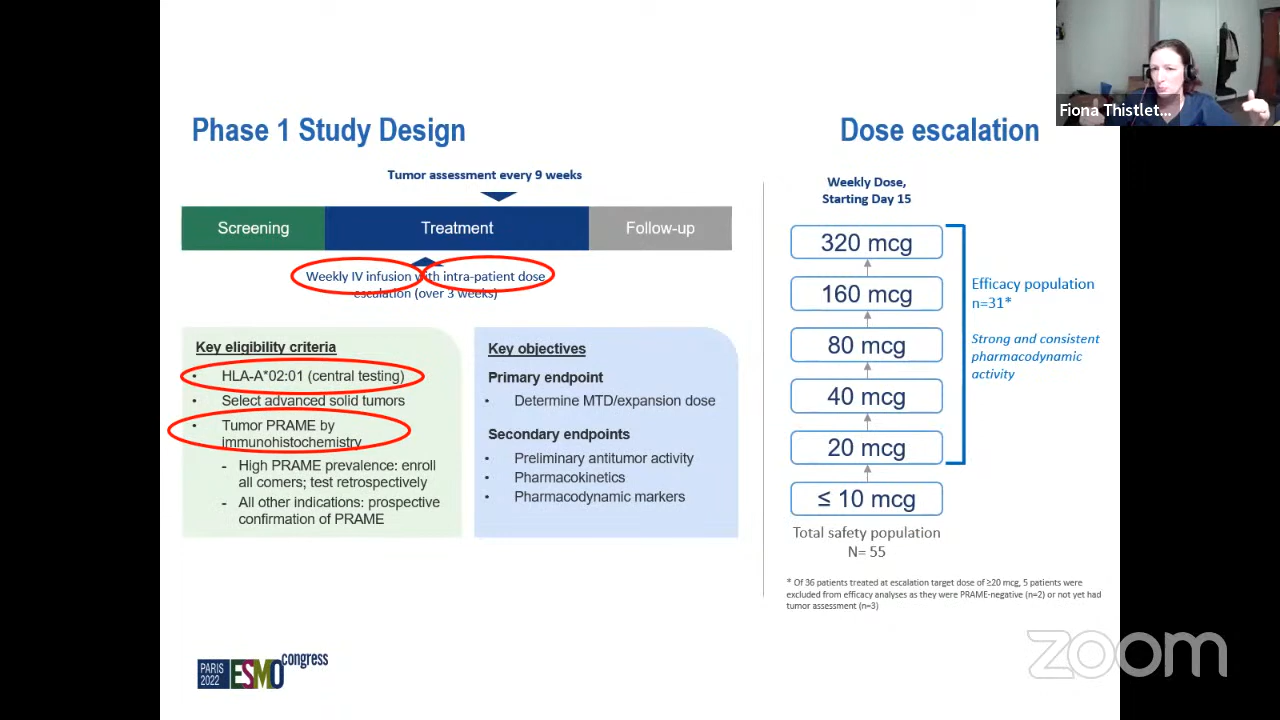 Fiona Thistlet...
Phase 1 Study Design
Tumor assessment every 9 weeks
Screening
Treatment
Follow-up
Weekly IV infusion with intra-patient dose
escalation (over 3 weeks)
Key eligibility criteria
• HLA-A*02:01 (central testing)
• Select advanced solid tumors
• Tumor PRAME by
immunohistochemistry
- High PRAME prevalence: enroll
all comers; test retrospectively
- All other indications: prospective
confirmation of PRAME
Key objectives
Primary endpoint
• Determine MTD/expansion dose
Secondary endpoints
• Preliminary antitumor activity
• Pharmacokinetics
• Pharmacodynamic markers
Dose escalation
Weekly Dose,
Starting Day 15
320 mcg
160 mcg
80 mcg
40 mcg
20 mcg
≤ 10 mcg
Efficacy population
n=31*
Strong and consistent
pharmacodynamic
activity
Total safety population
N= 55
* Of 36 patients treated at escalation target dose of ≥20 mcg, 5 patients were
excluded from efficacy analyses as they were PRAME-negative (n=2) or not yet had
tumor assessment (n=3)
PARIS
2022
ESMO
congress
zoom